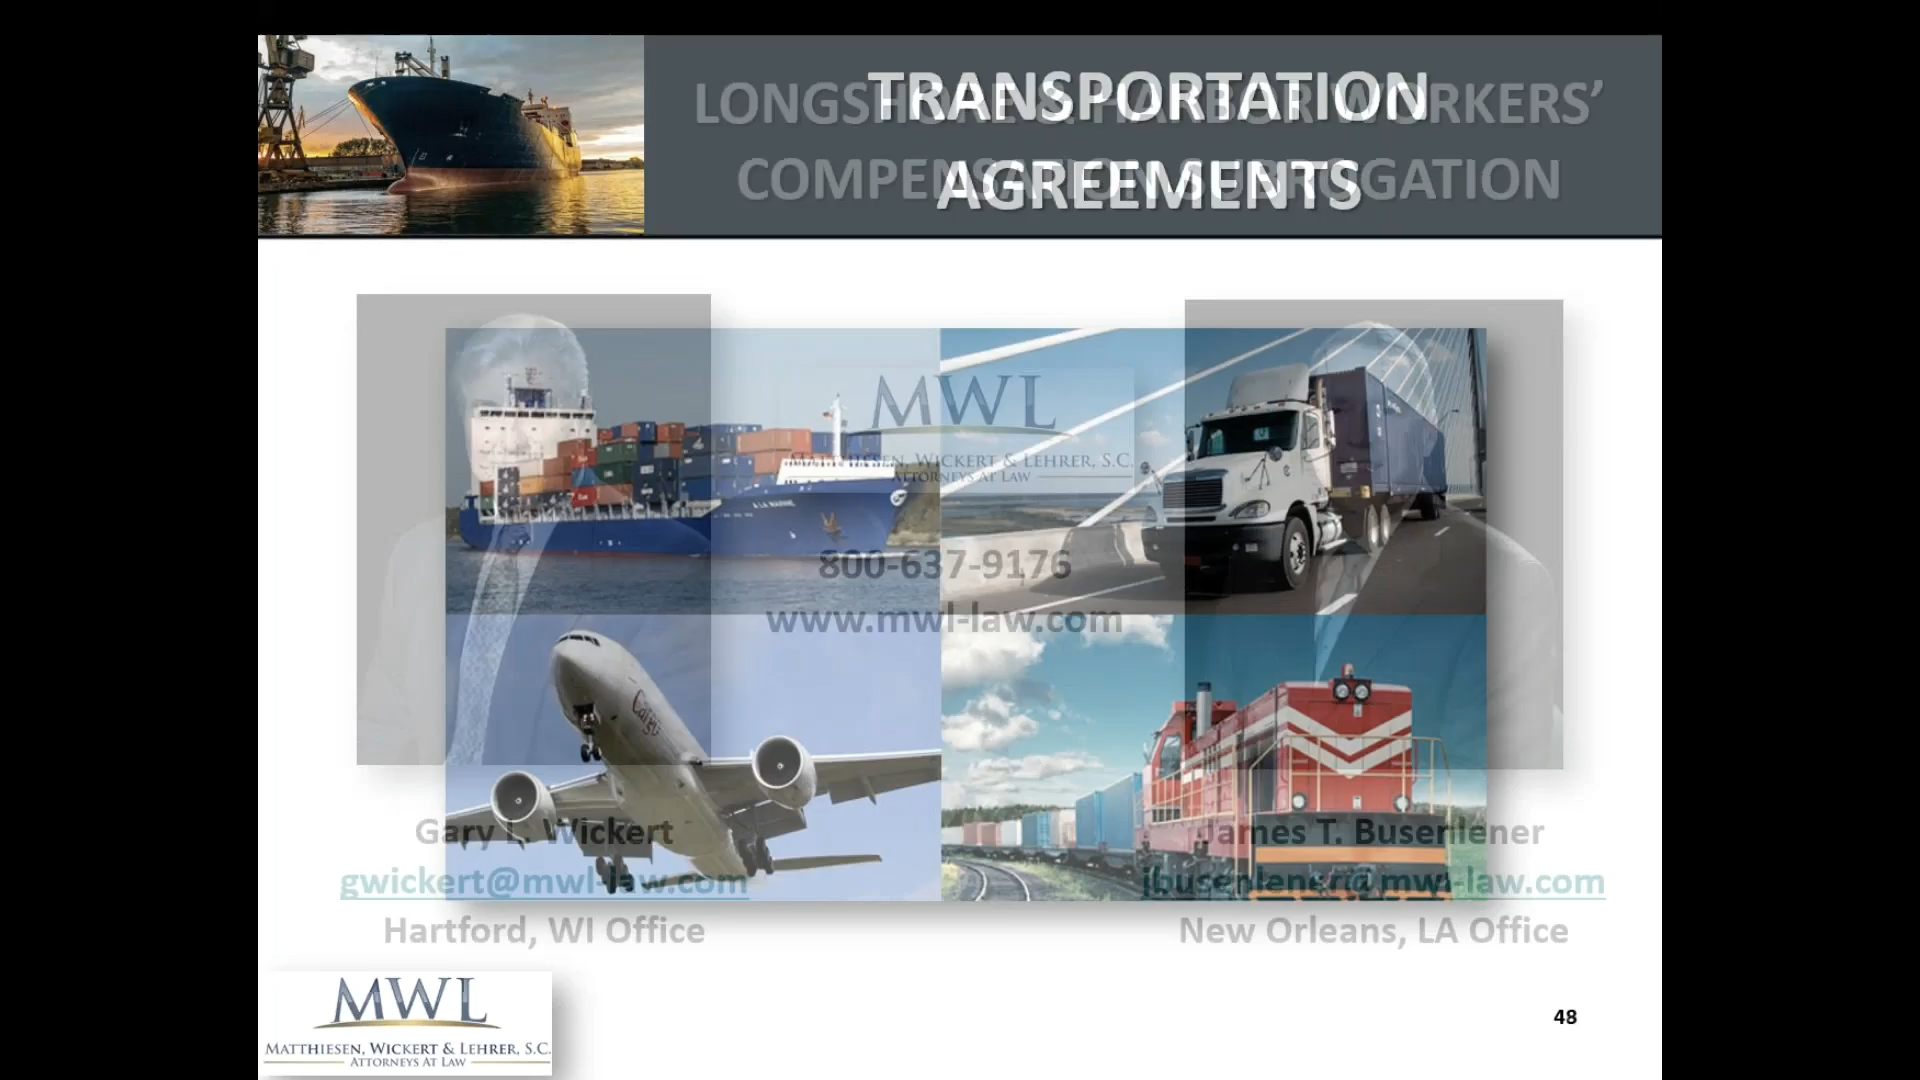 TRANSPORTATION
AGREEMENTS
LONGSHORE & HARBOR WORKERS’
COMPENSATION SUBROGATION
MWL
MATTHIESEN, WICKERT & LEHRER, S.C.
ATTORNEYS AT LAW
800-637-9176
www.mwl-law.com
Cargo
Gary L. Wickert
gwickert@mwl-law.com
Hartford, WI Office
James T. Busenlener
jbusenlener@mwl-law.com
New Orleans, LA Office
MWL
MATTHIESEN, WICKERT & LEHRER, S.C.
ATTORNEYS AT LAW
48